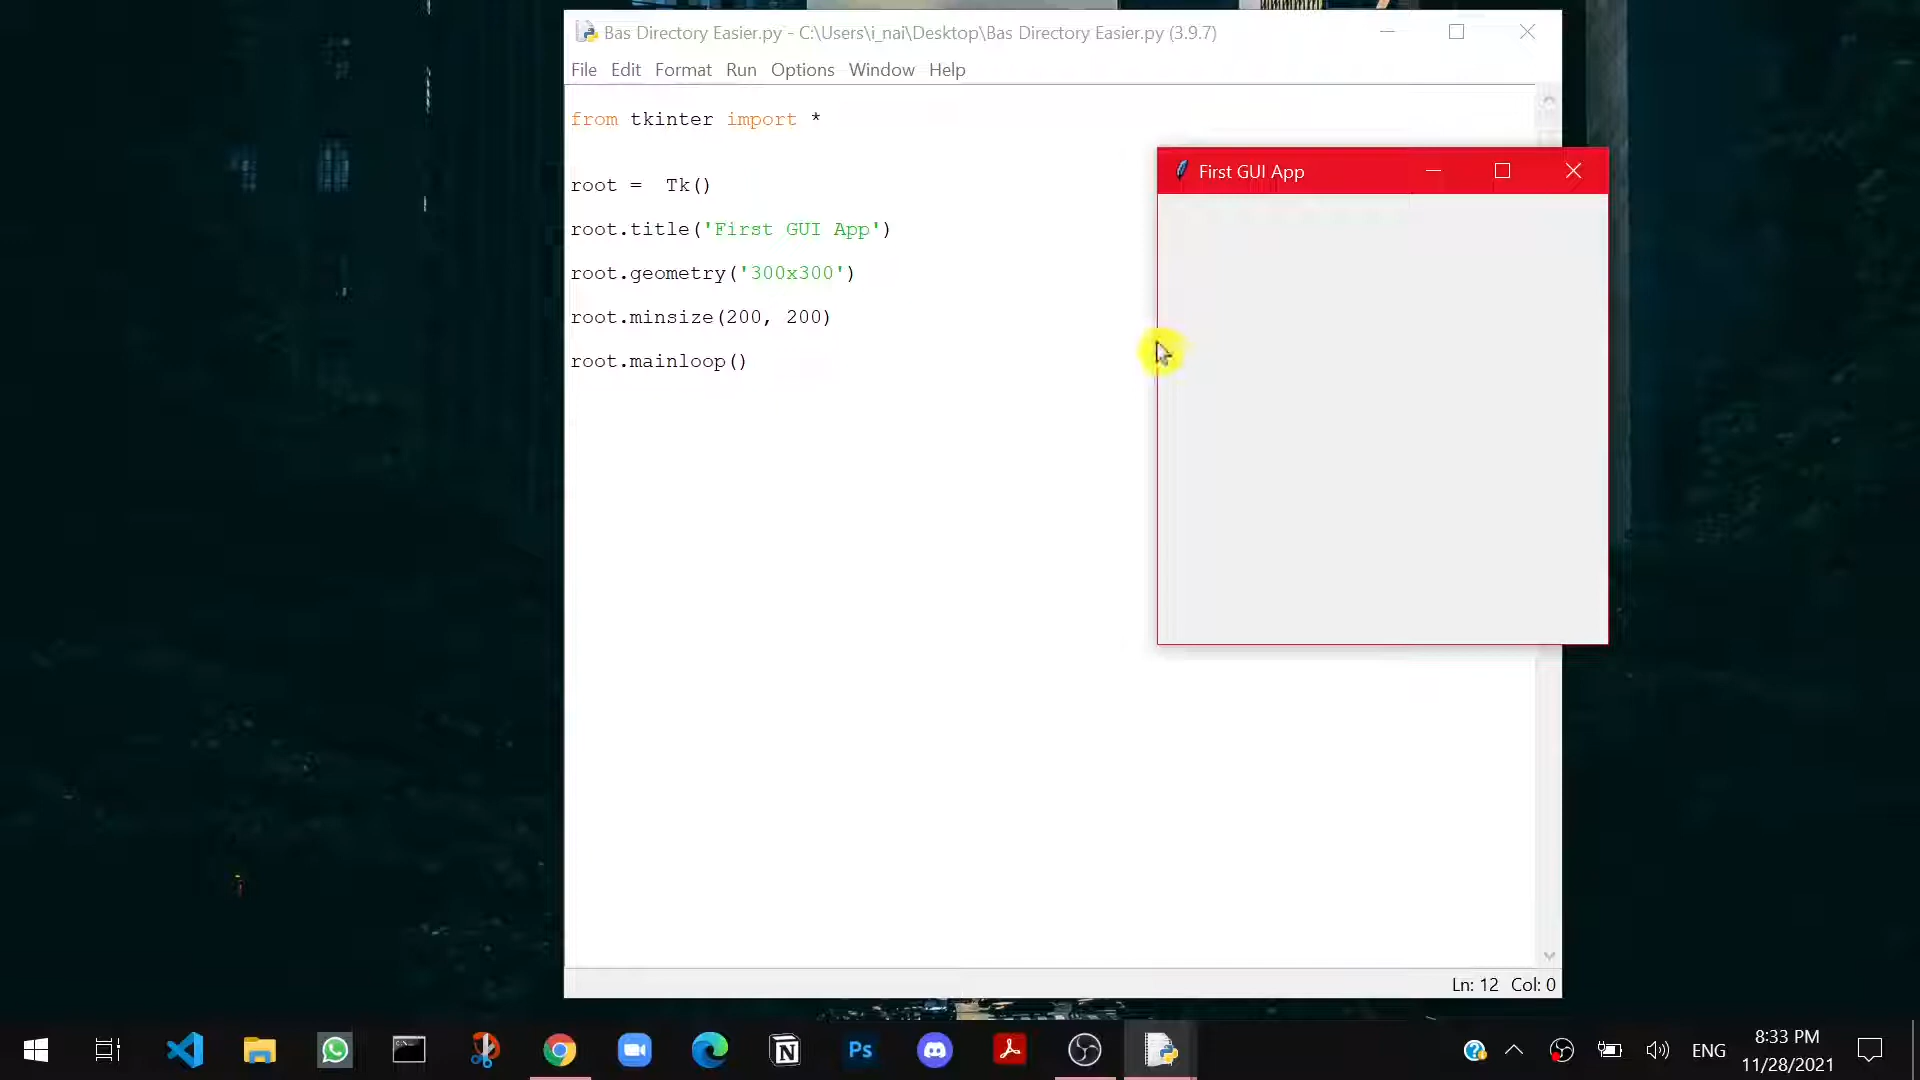 Bas Directory Easier.py - C:\Users\i_nai\Desktop\Bas Directory Easier.py (3.9.7)
File Edit Format Run Options Window Help
from tkinter import *
root =  Tk()
root.title('First GUI App')
root.geometry('300x300')
root.minsize(200, 200)
root.mainloop()
First GUI App
Ln: 12 Col: 0
Ps
ENG
8:33 PM
11/28/2021